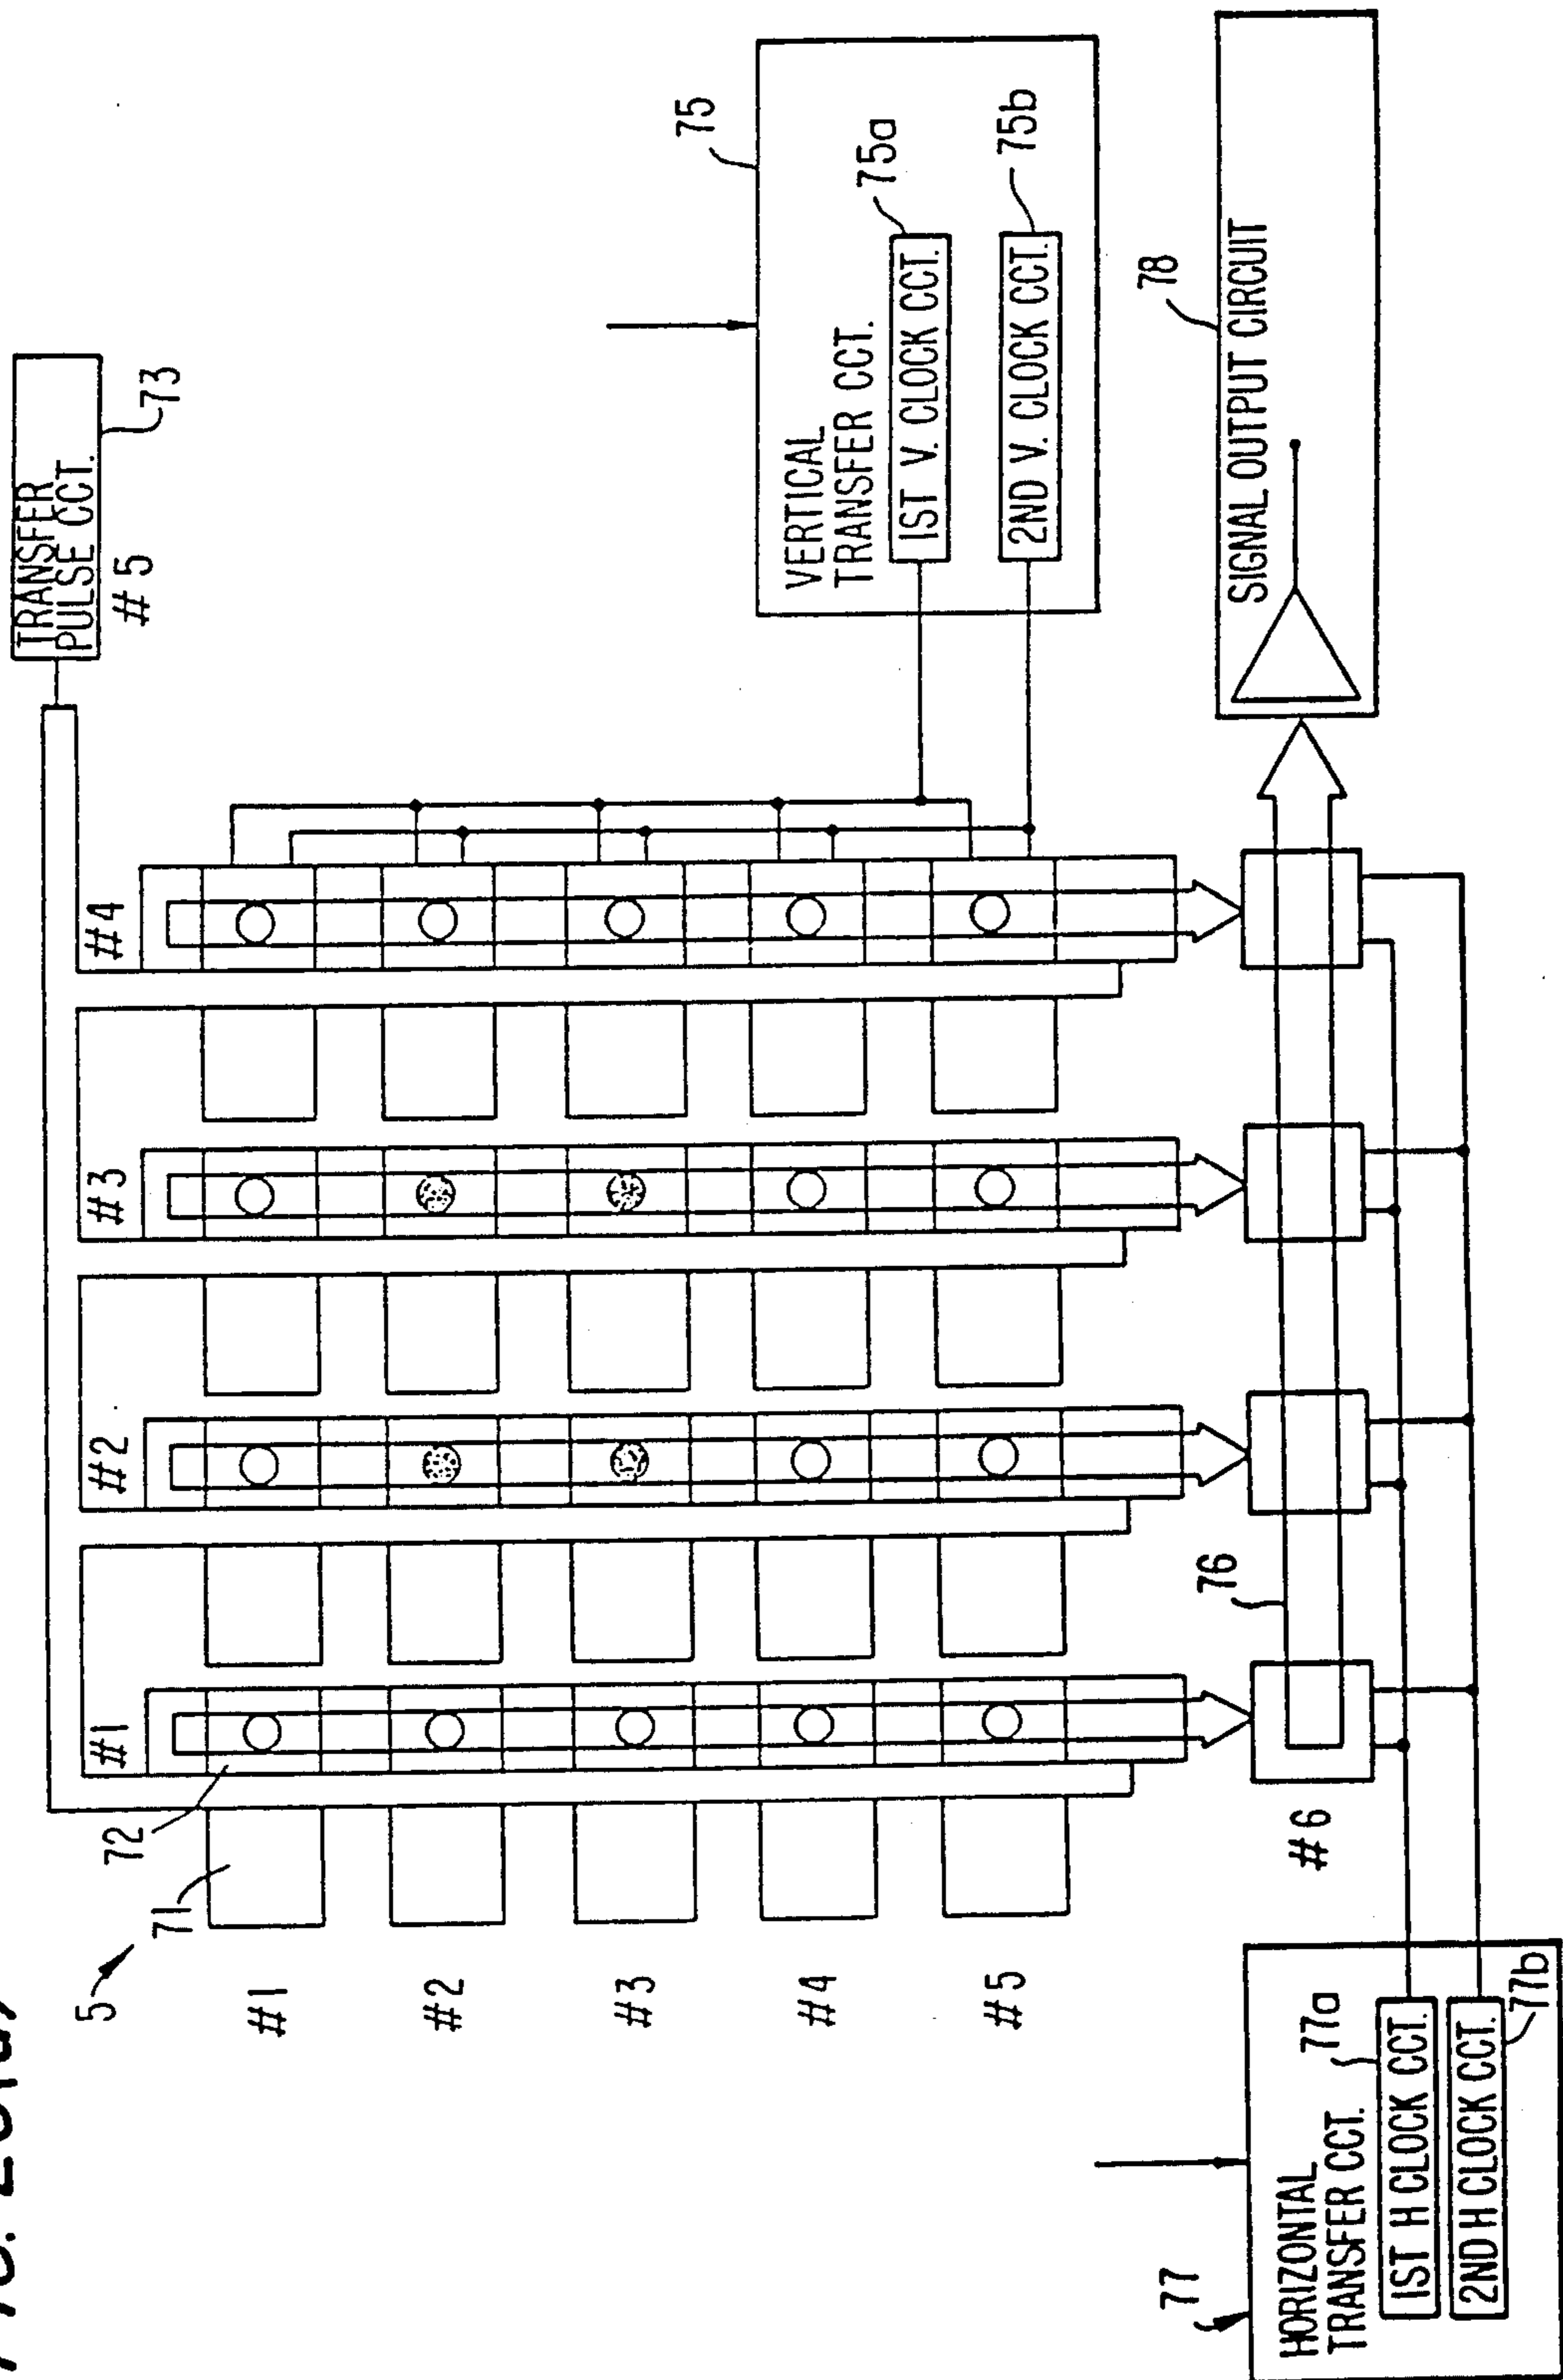 TRANSFER
PULSE CCT.
73
#5
#1
#2
#3
#4
5
71
72
#1
#2
#3
#4
#5
75
VERTICAL
TRANSFER CCT.
75a
1ST V. CLOCK CCT.
75b
2ND V. CLOCK CCT.
76
#6
78
SIGNAL OUTPUT CIRCUIT
77
HORIZONTAL
TRANSFER CCT.
77a
1ST H CLOCK CCT.
2ND H CLOCK CCT.
77b